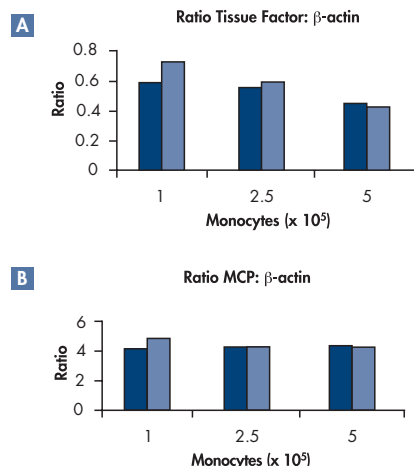 A
Ratio Tissue Factor: β-actin
0.8
0.6
0.4
0.2
0
Ratio
1 2.5 5
Monocytes (x 10⁵)
B
Ratio MCP: β-actin
6
4
2
0
Ratio
1 2.5 5
Monocytes (x 10⁵)